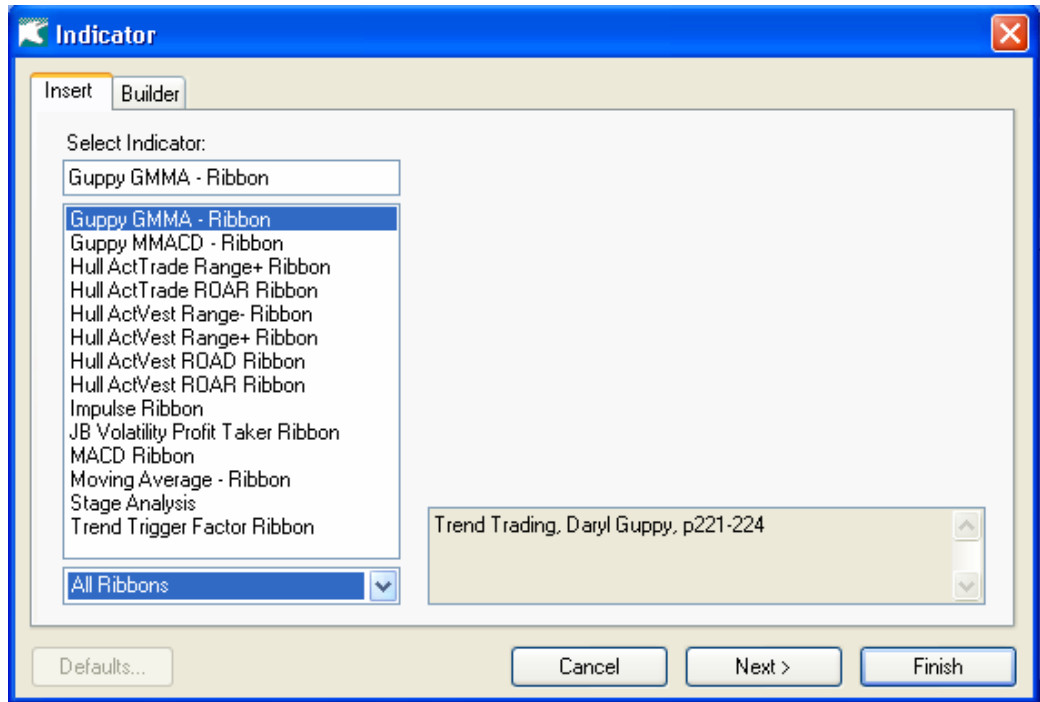 Indicator
Insert
Builder
Select Indicator:
Guppy GMMA - Ribbon
Guppy GMMA - Ribbon
Guppy MMACD - Ribbon
Hull ActTrade Range+ Ribbon
Hull ActTrade ROAR Ribbon
Hull ActVest Range- Ribbon
Hull ActVest Range+ Ribbon
Hull ActVest ROAD Ribbon
Hull ActVest ROAR Ribbon
Impulse Ribbon
JB Volatility Profit Taker Ribbon
MACD Ribbon
Moving Average - Ribbon
Stage Analysis
Trend Trigger Factor Ribbon
Trend Trading, Daryl Guppy, p221-224
All Ribbons
Defaults...
Cancel
Next >
Finish